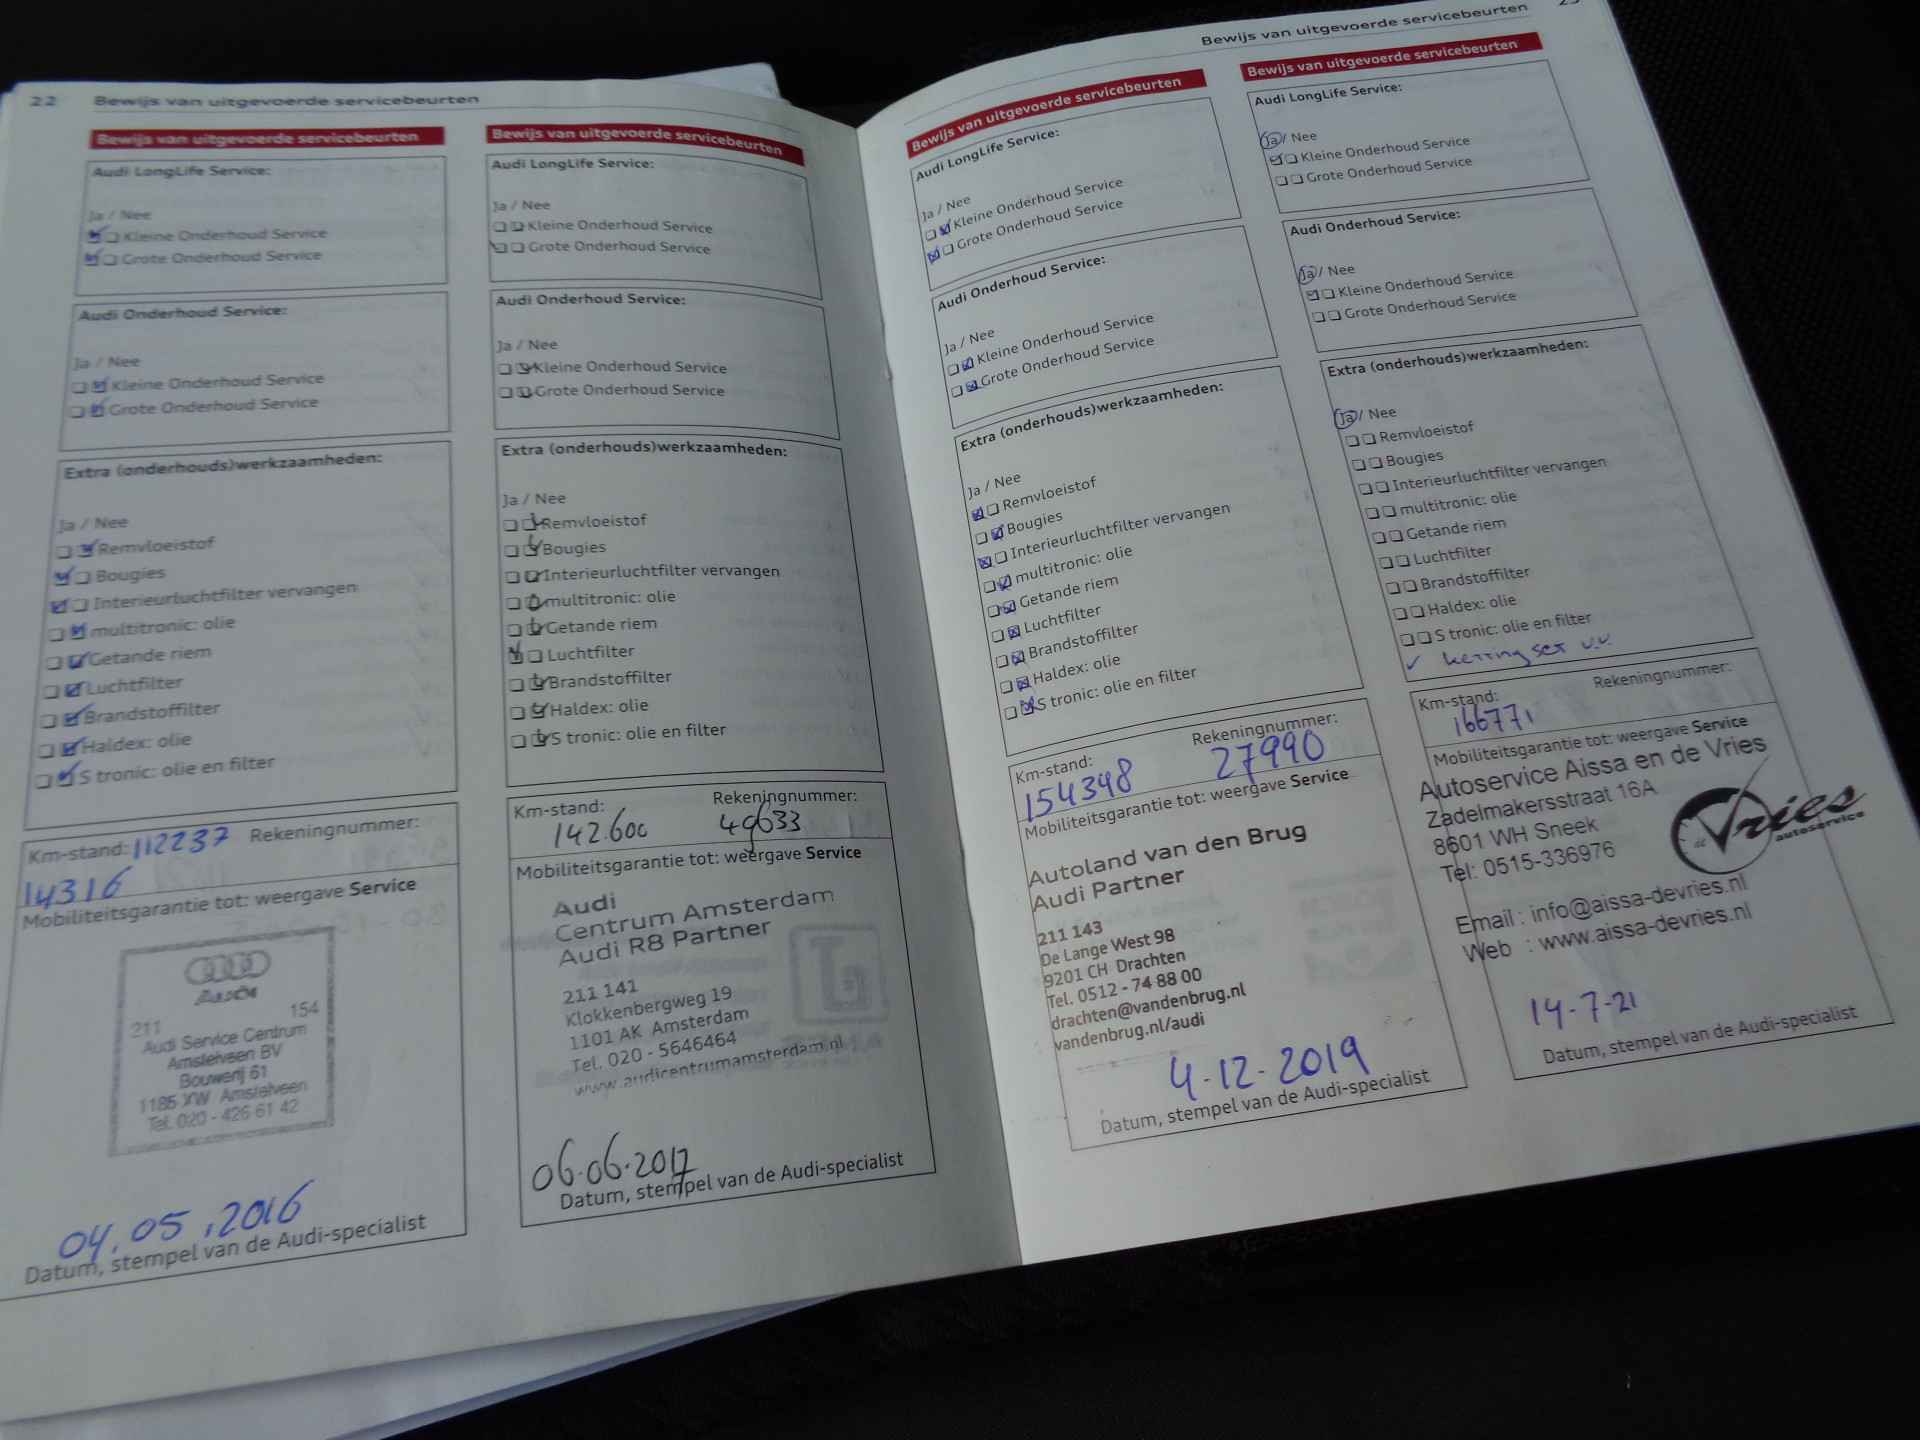 22 Bewijs van uitgevoerde servicebeurten
Bewijs van uitgevoerde servicebeurten
Audi LongLife Service:
Ja / Nee
Kleine Onderhoud Service
Grote Onderhoud Service
Audi Onderhoud Service:
Ja / Nee
Kleine Onderhoud Service
Grote Onderhoud Service
Extra (onderhouds)werkzaamheden:
Ja / Nee
Remvloeistof
Bougies
Interieurluchtfilter vervangen
multitronic: olie
Getande riem
Luchtfilter
Brandstoffilter
Haldex: olie
S tronic: olie en filter
Km-stand: 112237 Rekeningnummer:
14316
Mobiliteitsgarantie tot: weergave Service
Audi
211 154
Audi Service Centrum
Amstelveen BV
Bouwerij 61
1185 XW Amstelveen
Tel. 020 - 426 61 42
04.05.2016
Datum, stempel van de Audi-specialist
Bewijs van uitgevoerde servicebeurten
Audi LongLife Service:
Ja / Nee
Kleine Onderhoud Service
Grote Onderhoud Service
Audi Onderhoud Service:
Ja / Nee
Kleine Onderhoud Service
Grote Onderhoud Service
Extra (onderhouds)werkzaamheden:
Ja / Nee
Remvloeistof
Bougies
Interieurluchtfilter vervangen
multitronic: olie
Getande riem
Luchtfilter
Brandstoffilter
Haldex: olie
S tronic: olie en filter
Km-stand: Rekeningnummer:
142.600 49633
Mobiliteitsgarantie tot: weergave Service
Audi
Centrum Amsterdam
Audi R8 Partner
211 141
Klokkenbergweg 19
1101 AK Amsterdam
Tel. 020 - 5646464
www.audicentrumamsterdam.nl
06.06.2017
Datum, stempel van de Audi-specialist
Bewijs van uitgevoerde servicebeurten
Bewijs van uitgevoerde servicebeurten
Audi LongLife Service:
Ja / Nee
Kleine Onderhoud Service
Grote Onderhoud Service
Audi Onderhoud Service:
Ja / Nee
Kleine Onderhoud Service
Grote Onderhoud Service
Extra (onderhouds)werkzaamheden:
Ja / Nee
Remvloeistof
Bougies
Interieurluchtfilter vervangen
multitronic: olie
Getande riem
Luchtfilter
Brandstoffilter
Haldex: olie
S tronic: olie en filter
Km-stand: Rekeningnummer:
154348 27990
Mobiliteitsgarantie tot: weergave Service
Autoland van den Brug
Audi Partner
211 143
De Lange West 98
9201 CH Drachten
Tel. 0512 - 74 88 00
drachten@vandenbrug.nl
vandenbrug.nl/audi
4-12-2019
Datum, stempel van de Audi-specialist
Bewijs van uitgevoerde servicebeurten
Audi LongLife Service:
Ja / Nee
Kleine Onderhoud Service
Grote Onderhoud Service
Audi Onderhoud Service:
Ja / Nee
Kleine Onderhoud Service
Grote Onderhoud Service
Extra (onderhouds)werkzaamheden:
Ja / Nee
Remvloeistof
Bougies
Interieurluchtfilter vervangen
multitronic: olie
Getande riem
Luchtfilter
Brandstoffilter
Haldex: olie
S tronic: olie en filter
set v.v.
Km-stand: Rekeningnummer:
166771
Mobiliteitsgarantie tot: weergave Service
Autoservice Aissa en de Vries
Zadelmakersstraat 16A
8601 WH Sneek
Tel: 0515-336976
de Vries
autoservice
Email : info@aissa-devries.nl
Web : www.aissa-devries.nl
14-7-21
Datum, stempel van de Audi-specialist